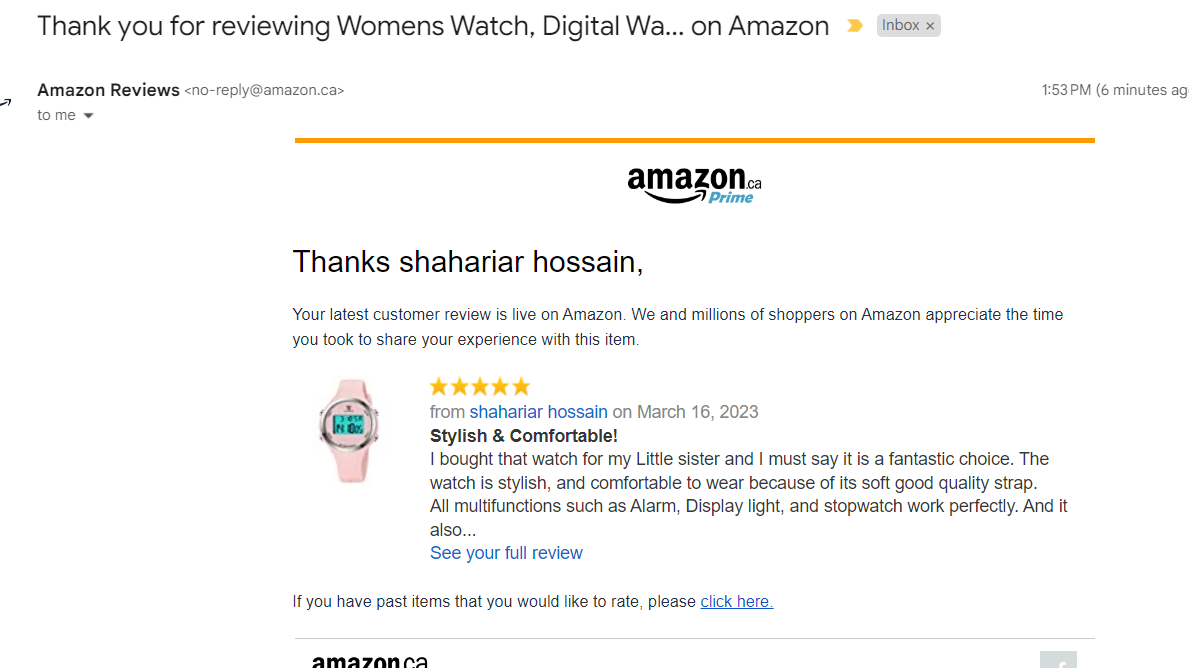 Thank you for reviewing Womens Watch, Digital Wa... on Amazon
Inbox ×
Amazon Reviews <no-reply@amazon.ca>
1:53 PM (6 minutes ag
to me
amazon.ca
Prime
Thanks shahariar hossain,
Your latest customer review is live on Amazon. We and millions of shoppers on Amazon appreciate the time
you took to share your experience with this item.
from shahariar hossain on March 16, 2023
Stylish & Comfortable!
I bought that watch for my Little sister and I must say it is a fantastic choice. The
watch is stylish, and comfortable to wear because of its soft good quality strap.
All multifunctions such as Alarm, Display light, and stopwatch work perfectly. And it
also...
See your full review
If you have past items that you would like to rate, please click here.
amazon.ca